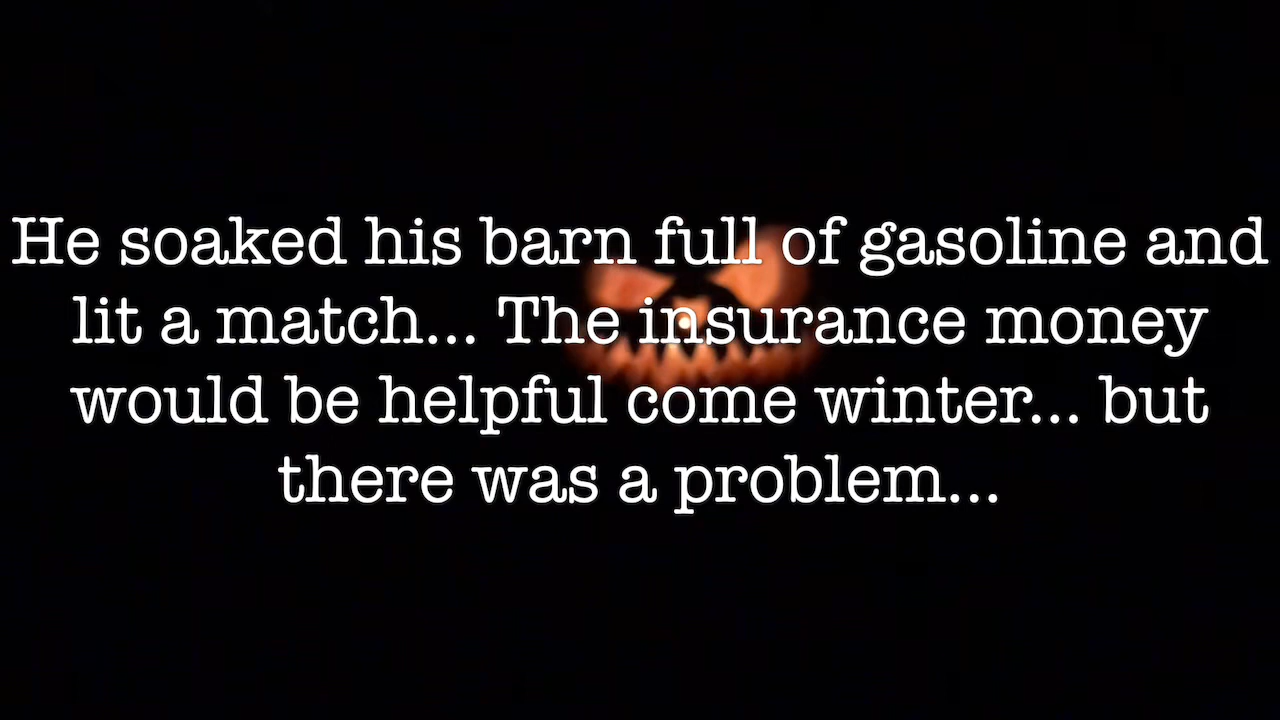 He soaked his barn full of gasoline and
lit a match... The insurance money
would be helpful come winter... but
there was a problem...